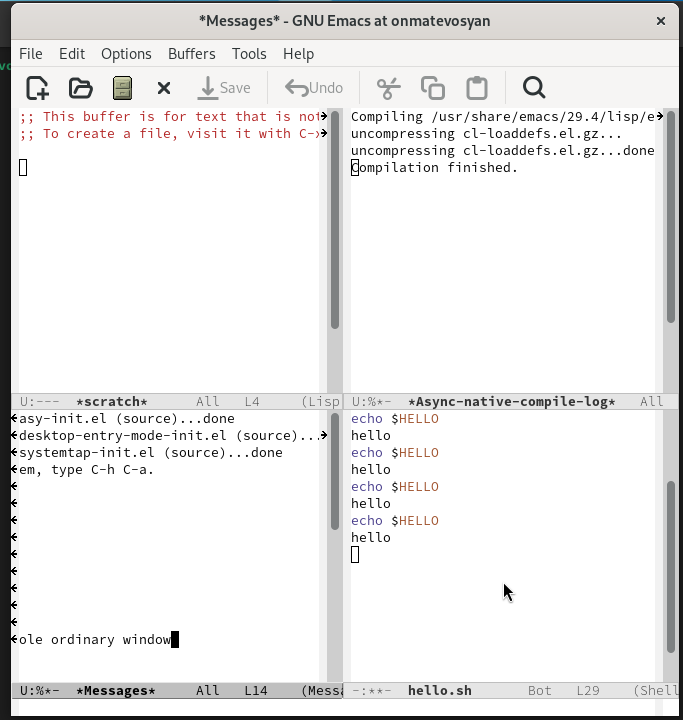 *Messages* - GNU Emacs at onmatevosyan
File Edit Options Buffers Tools Help
Save Undo
;; This buffer is for text that is not
;; To create a file, visit it with C-x
U:--- *scratch* All L4 (Lisp
Compiling /usr/share/emacs/29.4/lisp/e
uncompressing cl-loaddefs.el.gz...
uncompressing cl-loaddefs.el.gz...done
Compilation finished.
U:%*- *Async-native-compile-log* All
asy-init.el (source)...done
desktop-entry-mode-init.el (source)...
systemtap-init.el (source)...done
em, type C-h C-a.
ole ordinary window
U:%*- *Messages* All L14 (Messa
echo $HELLO
hello
echo $HELLO
hello
echo $HELLO
hello
echo $HELLO
hello
-:**- hello.sh Bot L29 (Shell